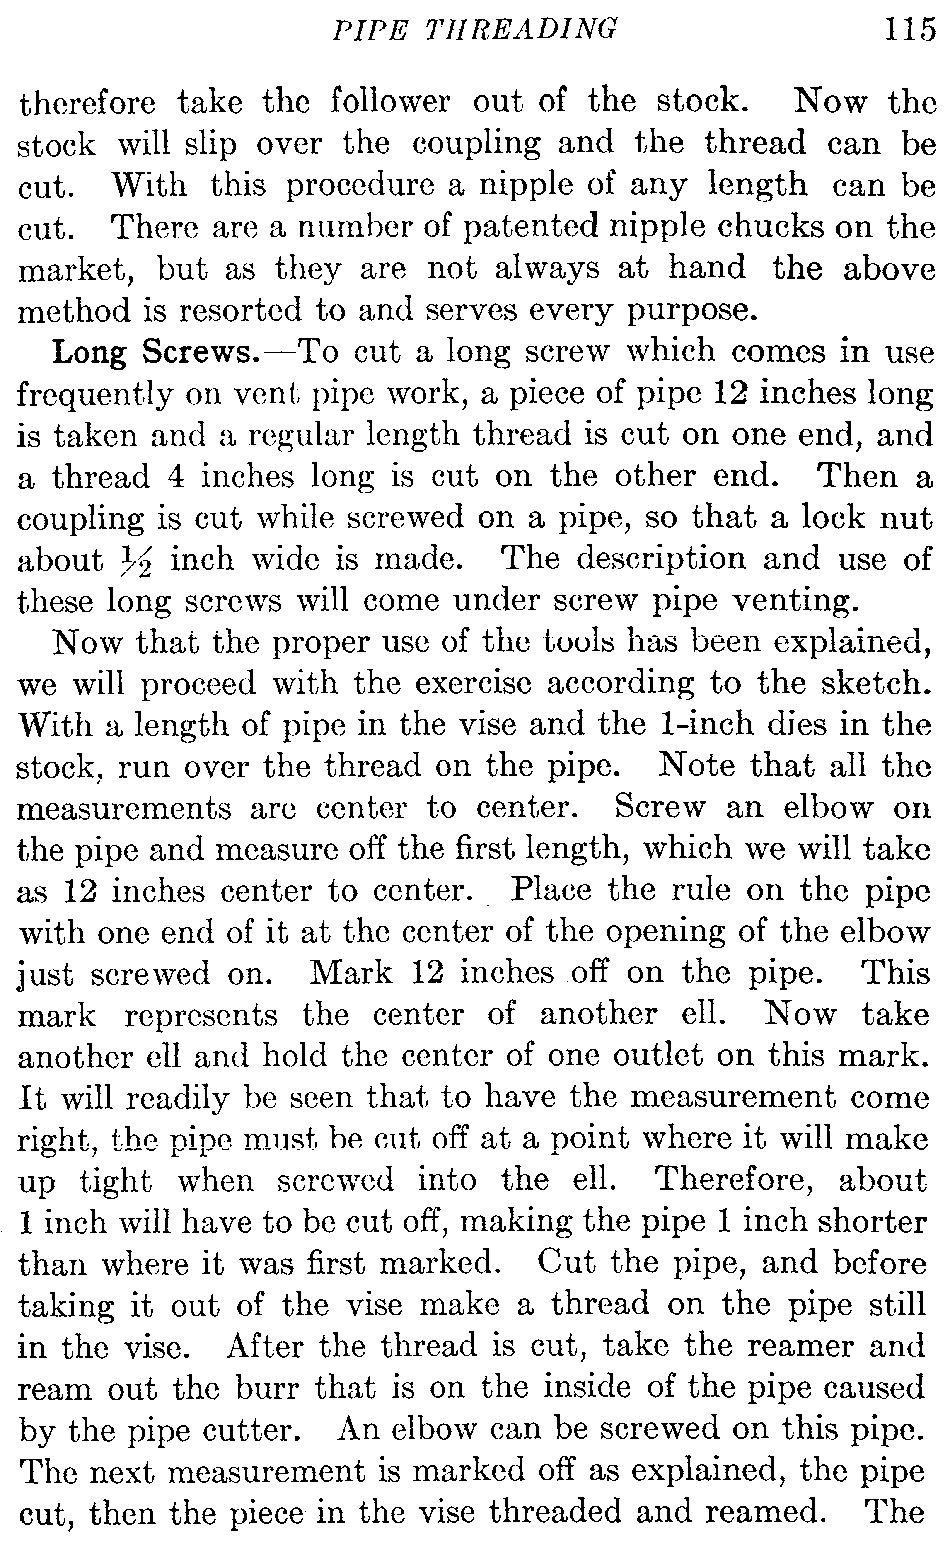 PIPE THREADING 115
therefore take the follower out of the stock. Now the
stock will slip over the coupling and the thread can be
cut. With this procedure a nipple of any length can be
cut. There are a number of patented nipple chucks on the
market, but as they are not always at hand the above
method is resorted to and serves every purpose.
Long Screws.—To cut a long screw which comes in use
frequently on vent pipe work, a piece of pipe 12 inches long
is taken and a regular length thread is cut on one end, and
a thread 4 inches long is cut on the other end. Then a
coupling is cut while screwed on a pipe, so that a lock nut
about ½ inch wide is made. The description and use of
these long screws will come under screw pipe venting.
Now that the proper use of the tools has been explained,
we will proceed with the exercise according to the sketch.
With a length of pipe in the vise and the 1-inch dies in the
stock, run over the thread on the pipe. Note that all the
measurements are center to center. Screw an elbow on
the pipe and measure off the first length, which we will take
as 12 inches center to center. Place the rule on the pipe
with one end of it at the center of the opening of the elbow
just screwed on. Mark 12 inches off on the pipe. This
mark represents the center of another ell. Now take
another ell and hold the center of one outlet on this mark.
It will readily be seen that to have the measurement come
right, the pipe must be cut off at a point where it will make
up tight when screwed into the ell. Therefore, about
1 inch will have to be cut off, making the pipe 1 inch shorter
than where it was first marked. Cut the pipe, and before
taking it out of the vise make a thread on the pipe still
in the vise. After the thread is cut, take the reamer and
ream out the burr that is on the inside of the pipe caused
by the pipe cutter. An elbow can be screwed on this pipe.
The next measurement is marked off as explained, the pipe
cut, then the piece in the vise threaded and reamed. The